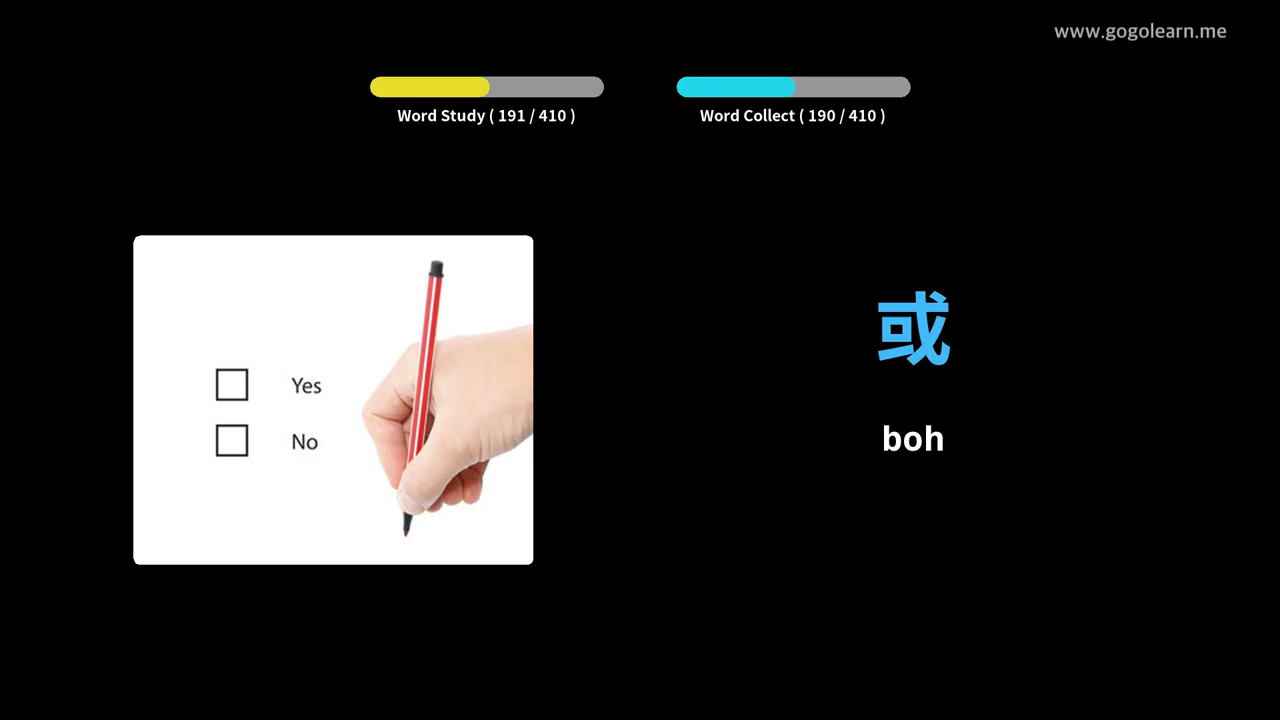 www.gogolearn.me
Word Study ( 191 / 410 )
Word Collect ( 190 / 410 )
Yes
No
或
boh